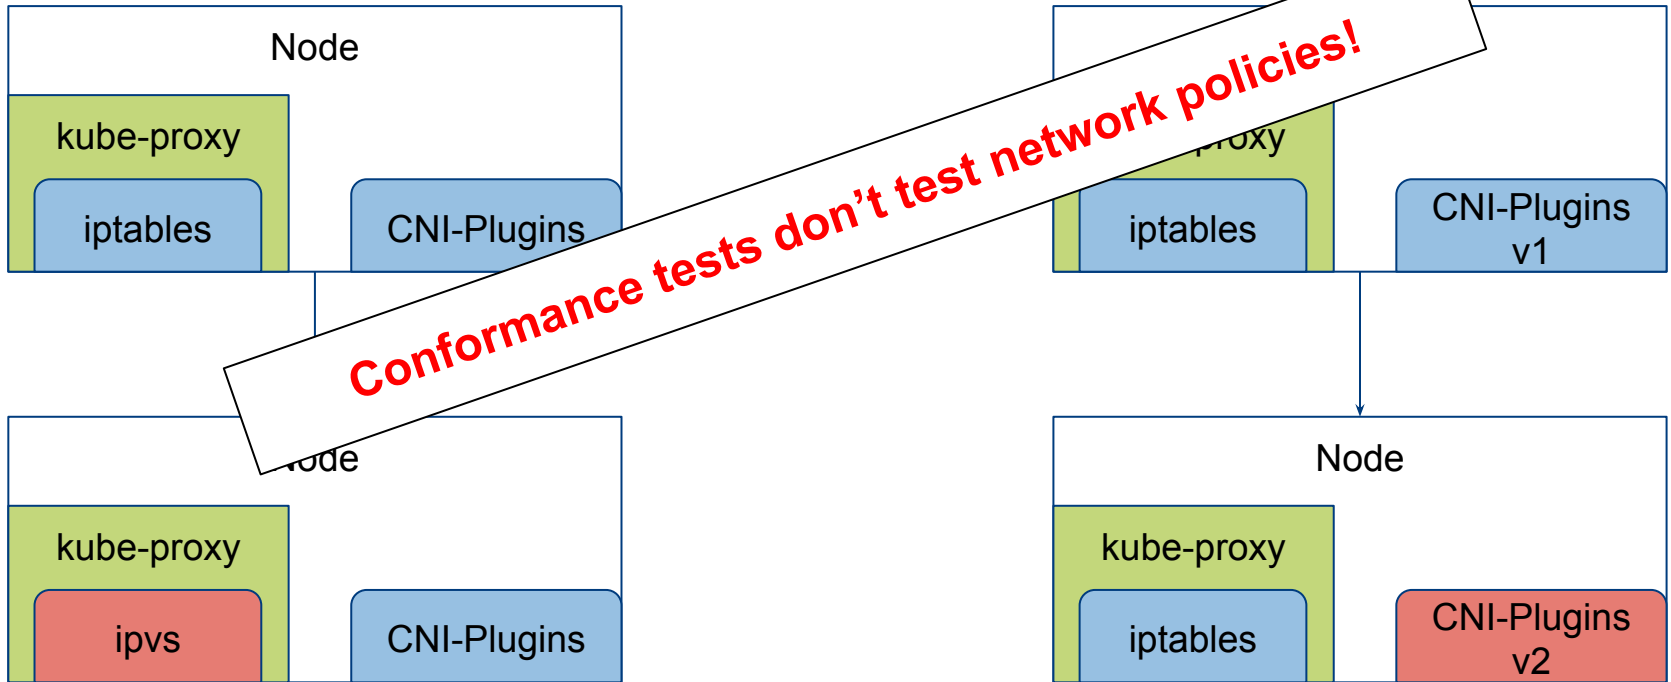 Node
kube-proxy
iptables
CNI-Plugins
Conformance tests don’t test network policies!
iptables
CNI-Plugins
v1
kube-proxy
ipvs
CNI-Plugins
Node
kube-proxy
iptables
CNI-Plugins
v2